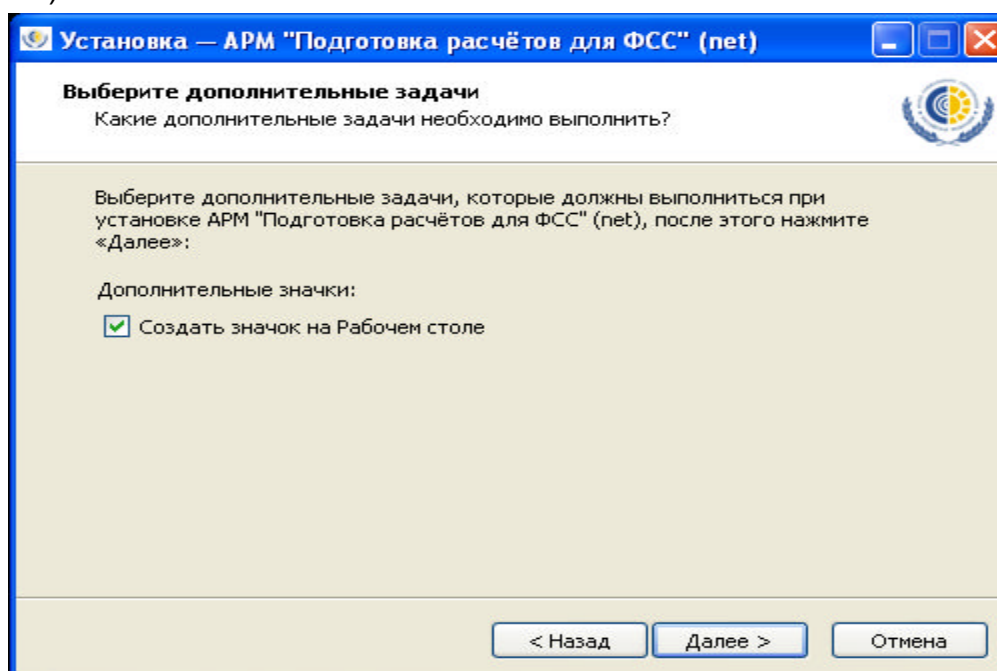 Установка — АРМ "Подготовка расчётов для ФСС" (net)
Выберите дополнительные задачи
Какие дополнительные задачи необходимо выполнить?
Выберите дополнительные задачи, которые должны выполниться при
установке АРМ "Подготовка расчётов для ФСС" (net), после этого нажмите
«Далее»:
Дополнительные значки:
Создать значок на Рабочем столе
< Назад
Далее >
Отмена